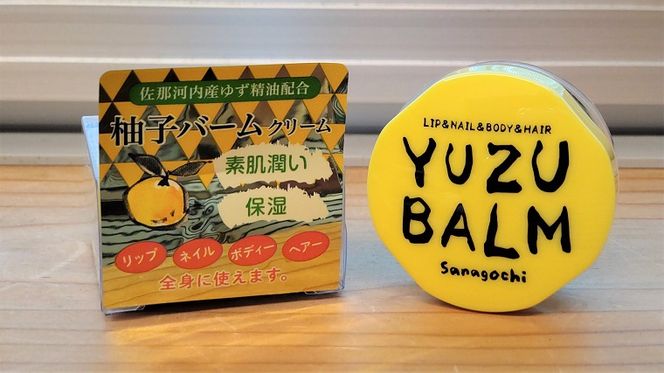 佐那河内産ゆず精油配合
柚子バームクリーム
素肌潤い
保湿
リップ ネイル ボディー ヘアー
全身に使えます。
LIP&NAIL&BODY&HAIR
YUZU
BALM
Sanagochi